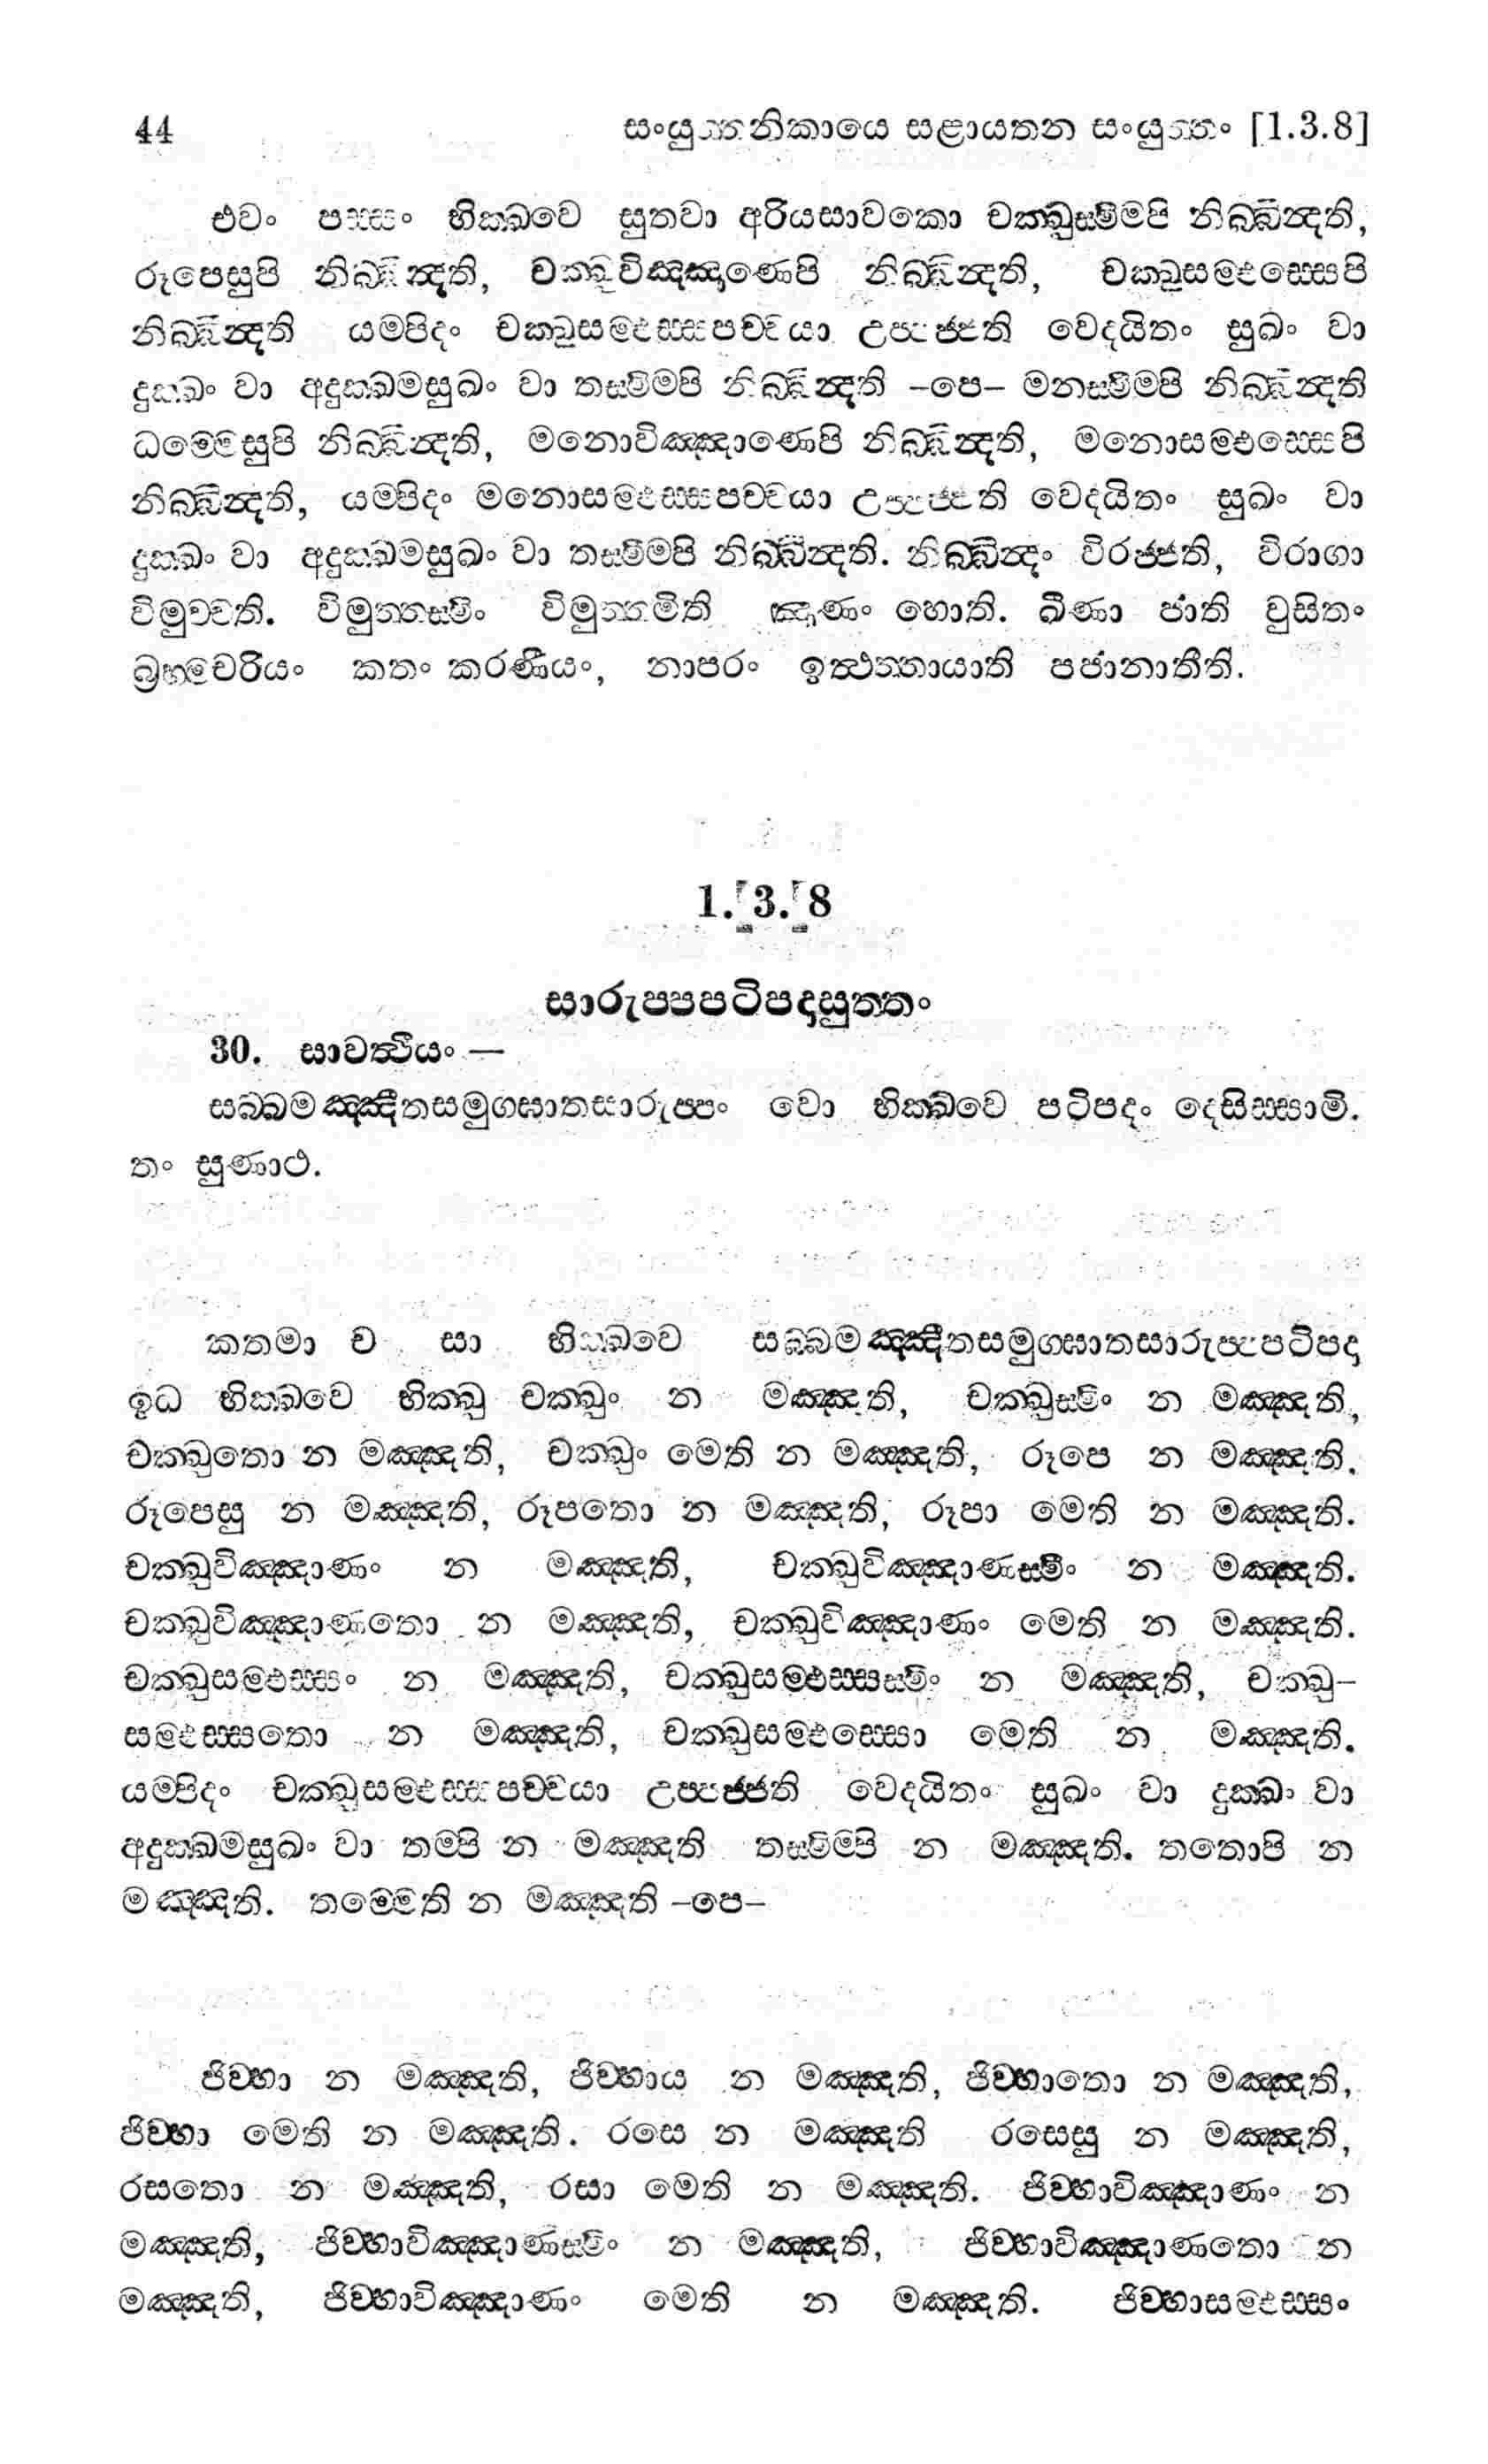 44 සංයුත්තනිකායෙ සළායතන සංයුත්තං [1.3.8]
එවං පස්සං භික්ඛවෙ සුතවා අරියසාවකො චක්ඛුස්මිම්පි නිබ්බින්දති,
රූපෙසුපි නිබ්බින්දති, චක්ඛුවිඤ්ඤාණෙපි නිබ්බින්දති, චක්ඛුසම්ඵස්සෙපි
නිබ්බින්දති යම්පිදං චක්ඛුසම්ඵස්සපච්චයා උප්පජ්ජති වෙදයිතං සුඛං වා
දුක්ඛං වා අදුක්ඛමසුඛං වා තස්මිම්පි නිබ්බින්දති –පෙ– මනස්මිම්පි නිබ්බින්දති
ධම්මෙසුපි නිබ්බින්දති, මනොවිඤ්ඤාණෙපි නිබ්බින්දති, මනොසම්ඵස්සෙපි
නිබ්බින්දති, යම්පිදං මනොසම්ඵස්සපච්චයා උප්පජ්ජති වෙදයිතං සුඛං වා
දුක්ඛං වා අදුක්ඛමසුඛං වා තස්මිම්පි නිබ්බින්දති. නිබ්බින්දං විරජ්ජති, විරාගා
විමුච්චති. විමුත්තස්මිං විමුත්තමිති ඤාණං හොති. ඛීණා ජාති වුසිතං
බ්‍රහ්මචරියං කතං කරණීයං, නාපරං ඉත්ථත්තායාති පජානාතීති.
1. 3. 8
සාරුප්පපටිපදාසුත්තං
30. සාවත්ථියං —
සබ්බමඤ්ඤිතසමුග්ඝාතසාරුප්පං වො භික්ඛවෙ පටිපදං දෙසිස්සාමි.
තං සුණාථ.
කතමා ච සා භික්ඛවෙ සබ්බමඤ්ඤිතසමුග්ඝාතසාරුප්පපටිපදා
ඉධ භික්ඛවෙ භික්ඛු චක්ඛුං න මඤ්ඤති, චක්ඛුස්මිං න මඤ්ඤති,
චක්ඛුතො න මඤ්ඤති, චක්ඛුං මෙති න මඤ්ඤති, රූපෙ න මඤ්ඤති.
රූපෙසු න මඤ්ඤති, රූපතො න මඤ්ඤති, රූපා මෙති න මඤ්ඤති.
චක්ඛුවිඤ්ඤාණං න මඤ්ඤති, චක්ඛුවිඤ්ඤාණස්මිං න මඤ්ඤති.
චක්ඛුවිඤ්ඤාණතො න මඤ්ඤති, චක්ඛුවිඤ්ඤාණං මෙති න මඤ්ඤති.
චක්ඛුසම්ඵස්සං න මඤ්ඤති, චක්ඛුසම්ඵස්සස්මිං න මඤ්ඤති, චක්ඛු–
සම්ඵස්සතො න මඤ්ඤති, චක්ඛුසම්ඵස්සො මෙති න මඤ්ඤති.
යම්පිදං චක්ඛුසම්ඵස්සපච්චයා උප්පජ්ජති වෙදයිතං සුඛං වා දුක්ඛං වා
අදුක්ඛමසුඛං වා තම්පි න මඤ්ඤති තස්මිම්පි න මඤ්ඤති. තතොපි න
මඤ්ඤති. තම්මෙති න මඤ්ඤති –පෙ–
ජිව්හා න මඤ්ඤති, ජිව්හාය න මඤ්ඤති, ජිව්හාතො න මඤ්ඤති,
ජිව්හා මෙති න මඤ්ඤති. රසෙ න මඤ්ඤති රසෙසු න මඤ්ඤති,
රසතො න මඤ්ඤති, රසා මෙති න මඤ්ඤති. ජිව්හාවිඤ්ඤාණං න
මඤ්ඤති, ජිව්හාවිඤ්ඤාණස්මිං න මඤ්ඤති, ජිව්හාවිඤ්ඤාණතො න
මඤ්ඤති, ජිව්හාවිඤ්ඤාණං මෙති න මඤ්ඤති. ජිව්හාසම්ඵස්සං